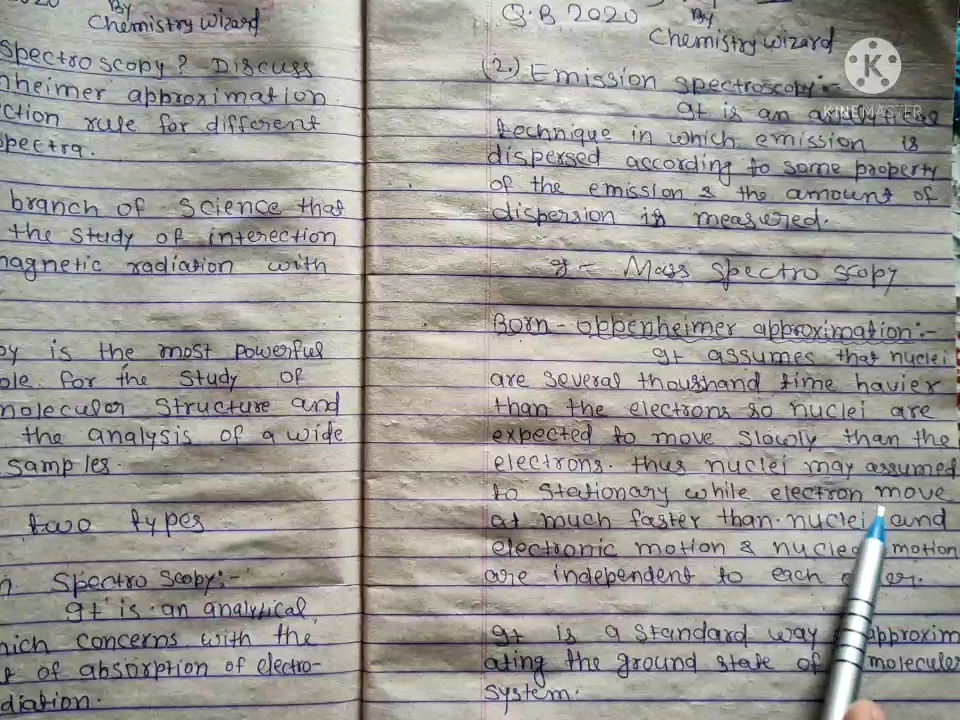 By
Chemistry wizard
spectroscopy? Discuss
nheimer approximation
ction rule for different
pectra.
branch of science that
the study of interection
magnetic radiation with
py is the most powerful
ole for the study of
molecular structure and
the analysis of a wide
samples.
two types
n. Spectroscopy:-
It is an analytical
hich concerns with the
t of absorption of electro-
diation.
Q.B 2020
By
Chemistry wizard
(2.) Emission spectroscopy:-
It is an
technique in which emission is
dispersed according to some property
of the emission & the amount of
dispersion is measured.
eg - Mass spectroscopy
Born-oppenheimer approximation:-
It assumes that nuclei
are several thoushand time havier
than the electrons so nuclei are
expected to move slowly than the
electrons. thus nuclei may assumed
to stationary while electron move
at much faster than nuclei and
electronic motion & nuclear motion
are independent to each
It is a standard way approxim
ating the ground state of moleculer
system.
K
KINEMASTER